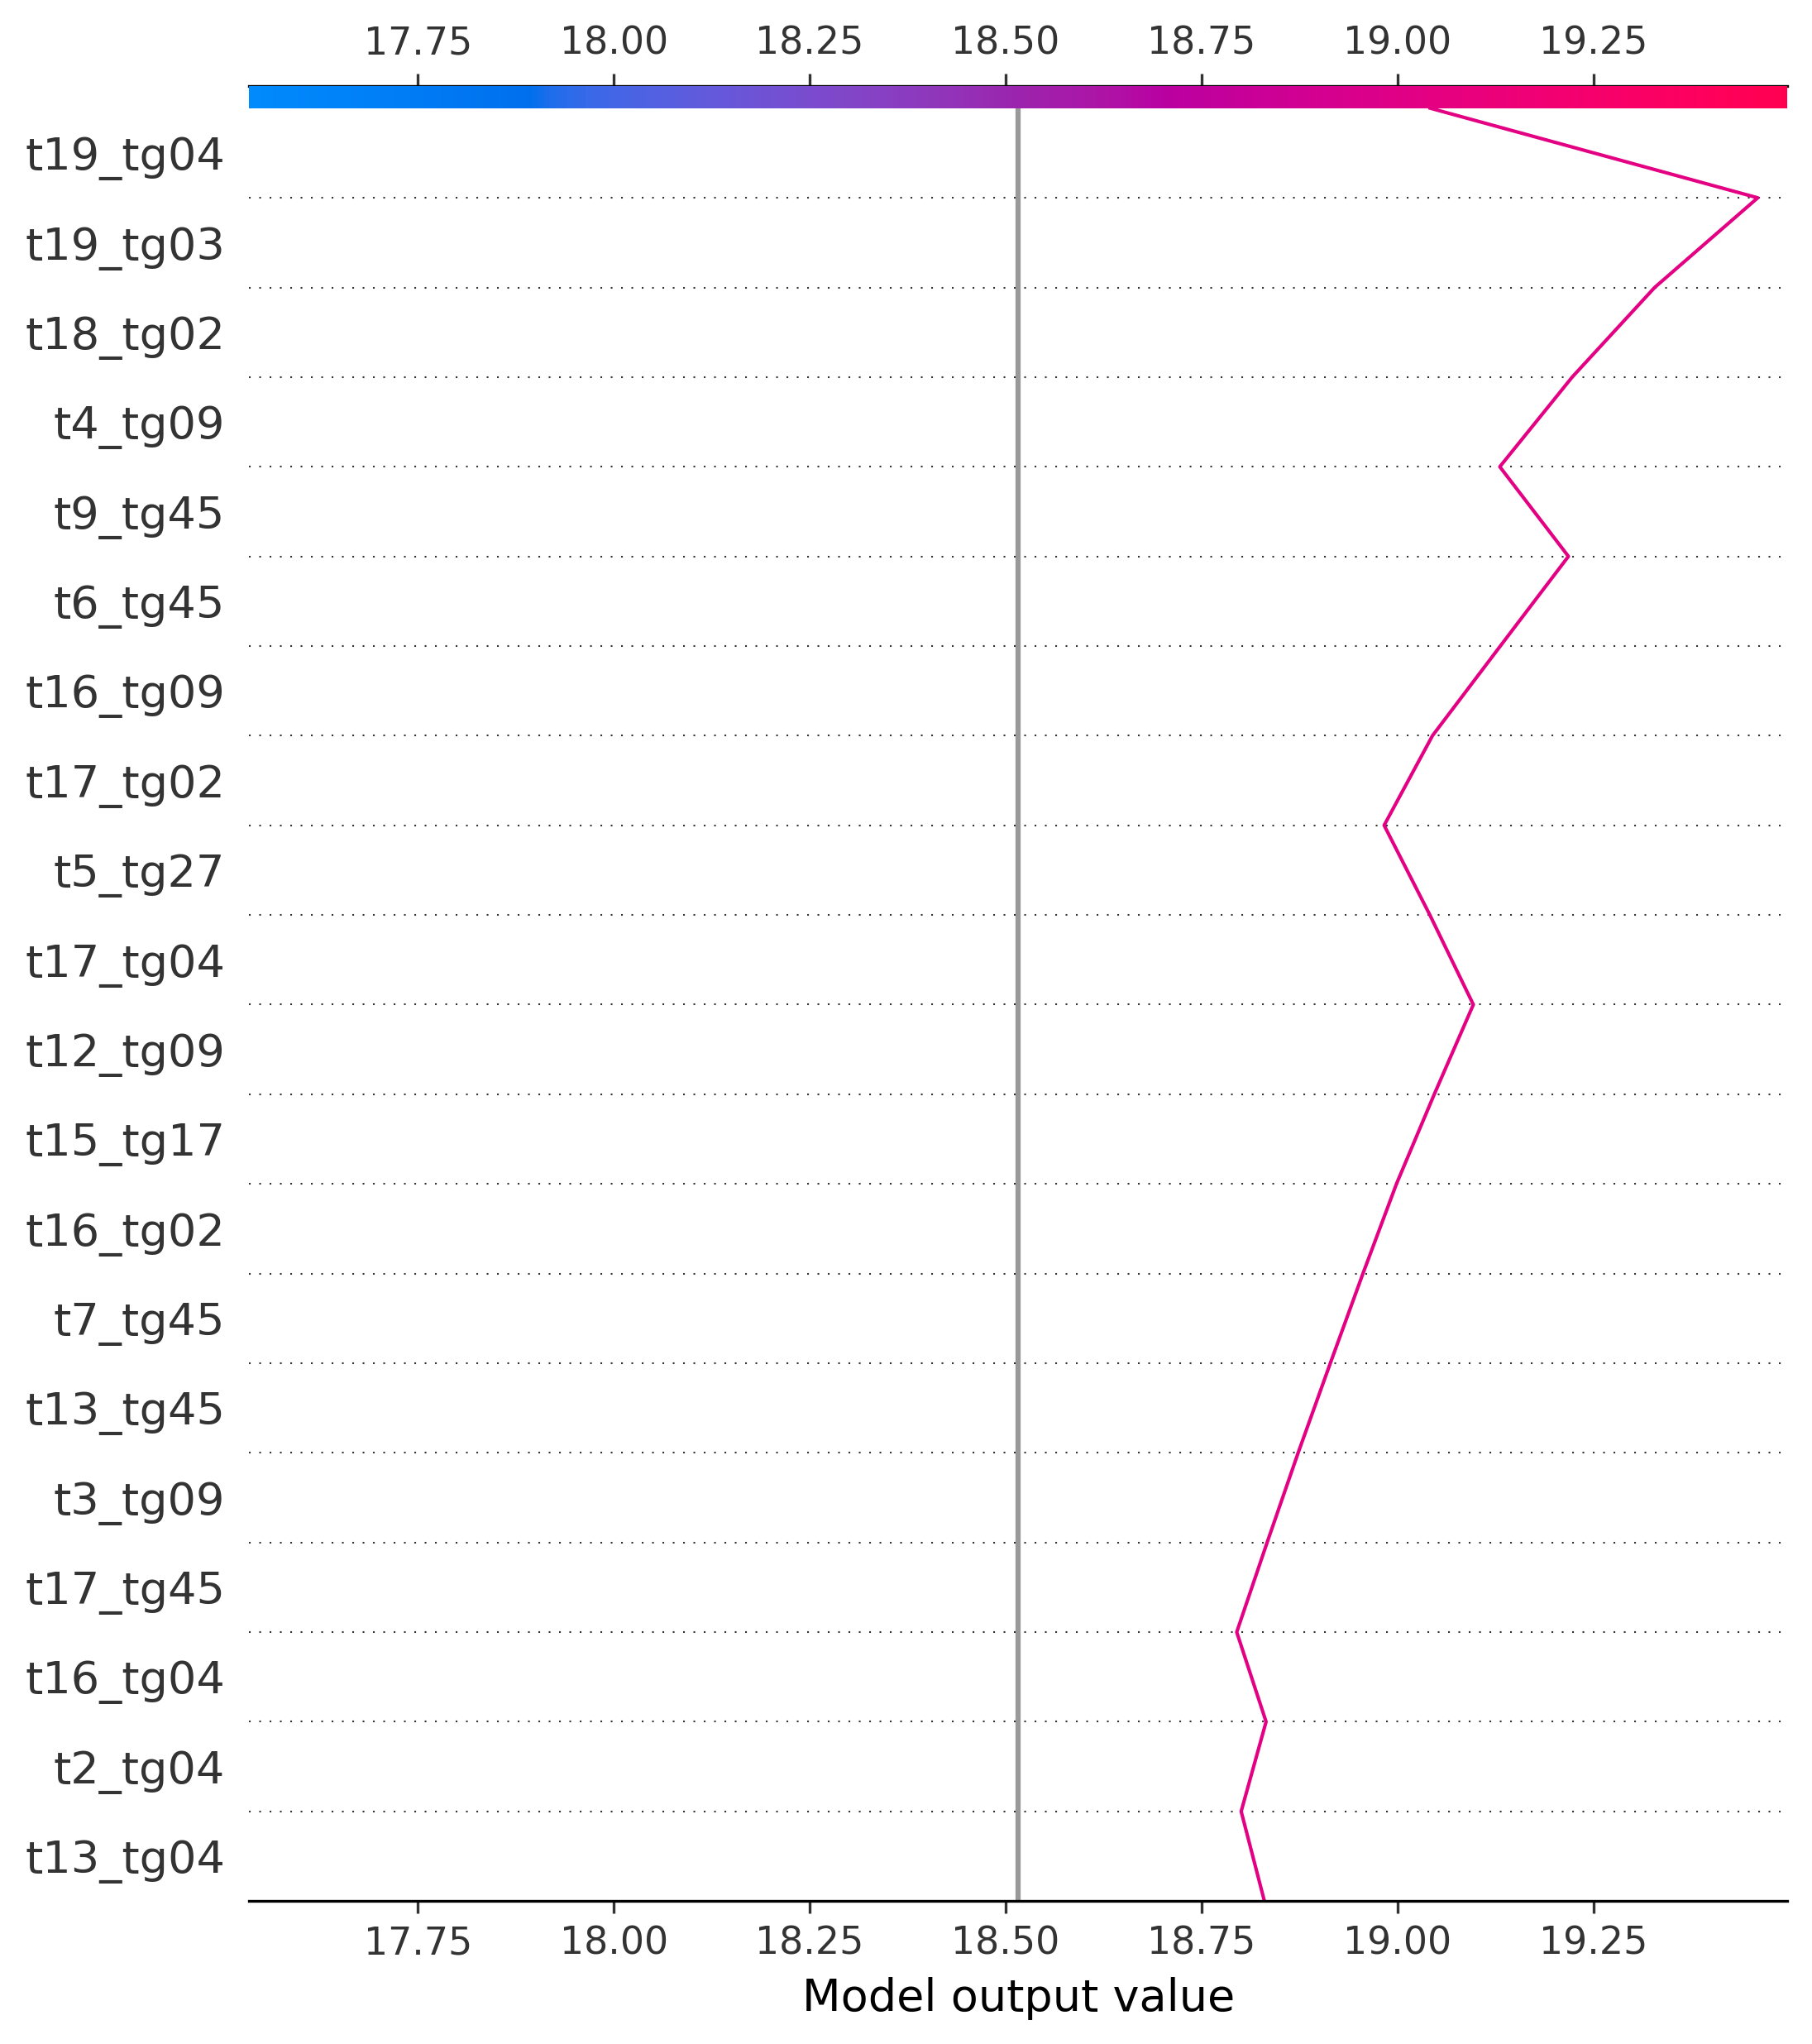 17.75 18.00 18.25 18.50 18.75 19.00 19.25
t19_tg04
t19_tg03
t18_tg02
t4_tg09
t9_tg45
t6_tg45
t16_tg09
t17_tg02
t5_tg27
t17_tg04
t12_tg09
t15_tg17
t16_tg02
t7_tg45
t13_tg45
t3_tg09
t17_tg45
t16_tg04
t2_tg04
t13_tg04
17.75 18.00 18.25 18.50 18.75 19.00 19.25
Model output value